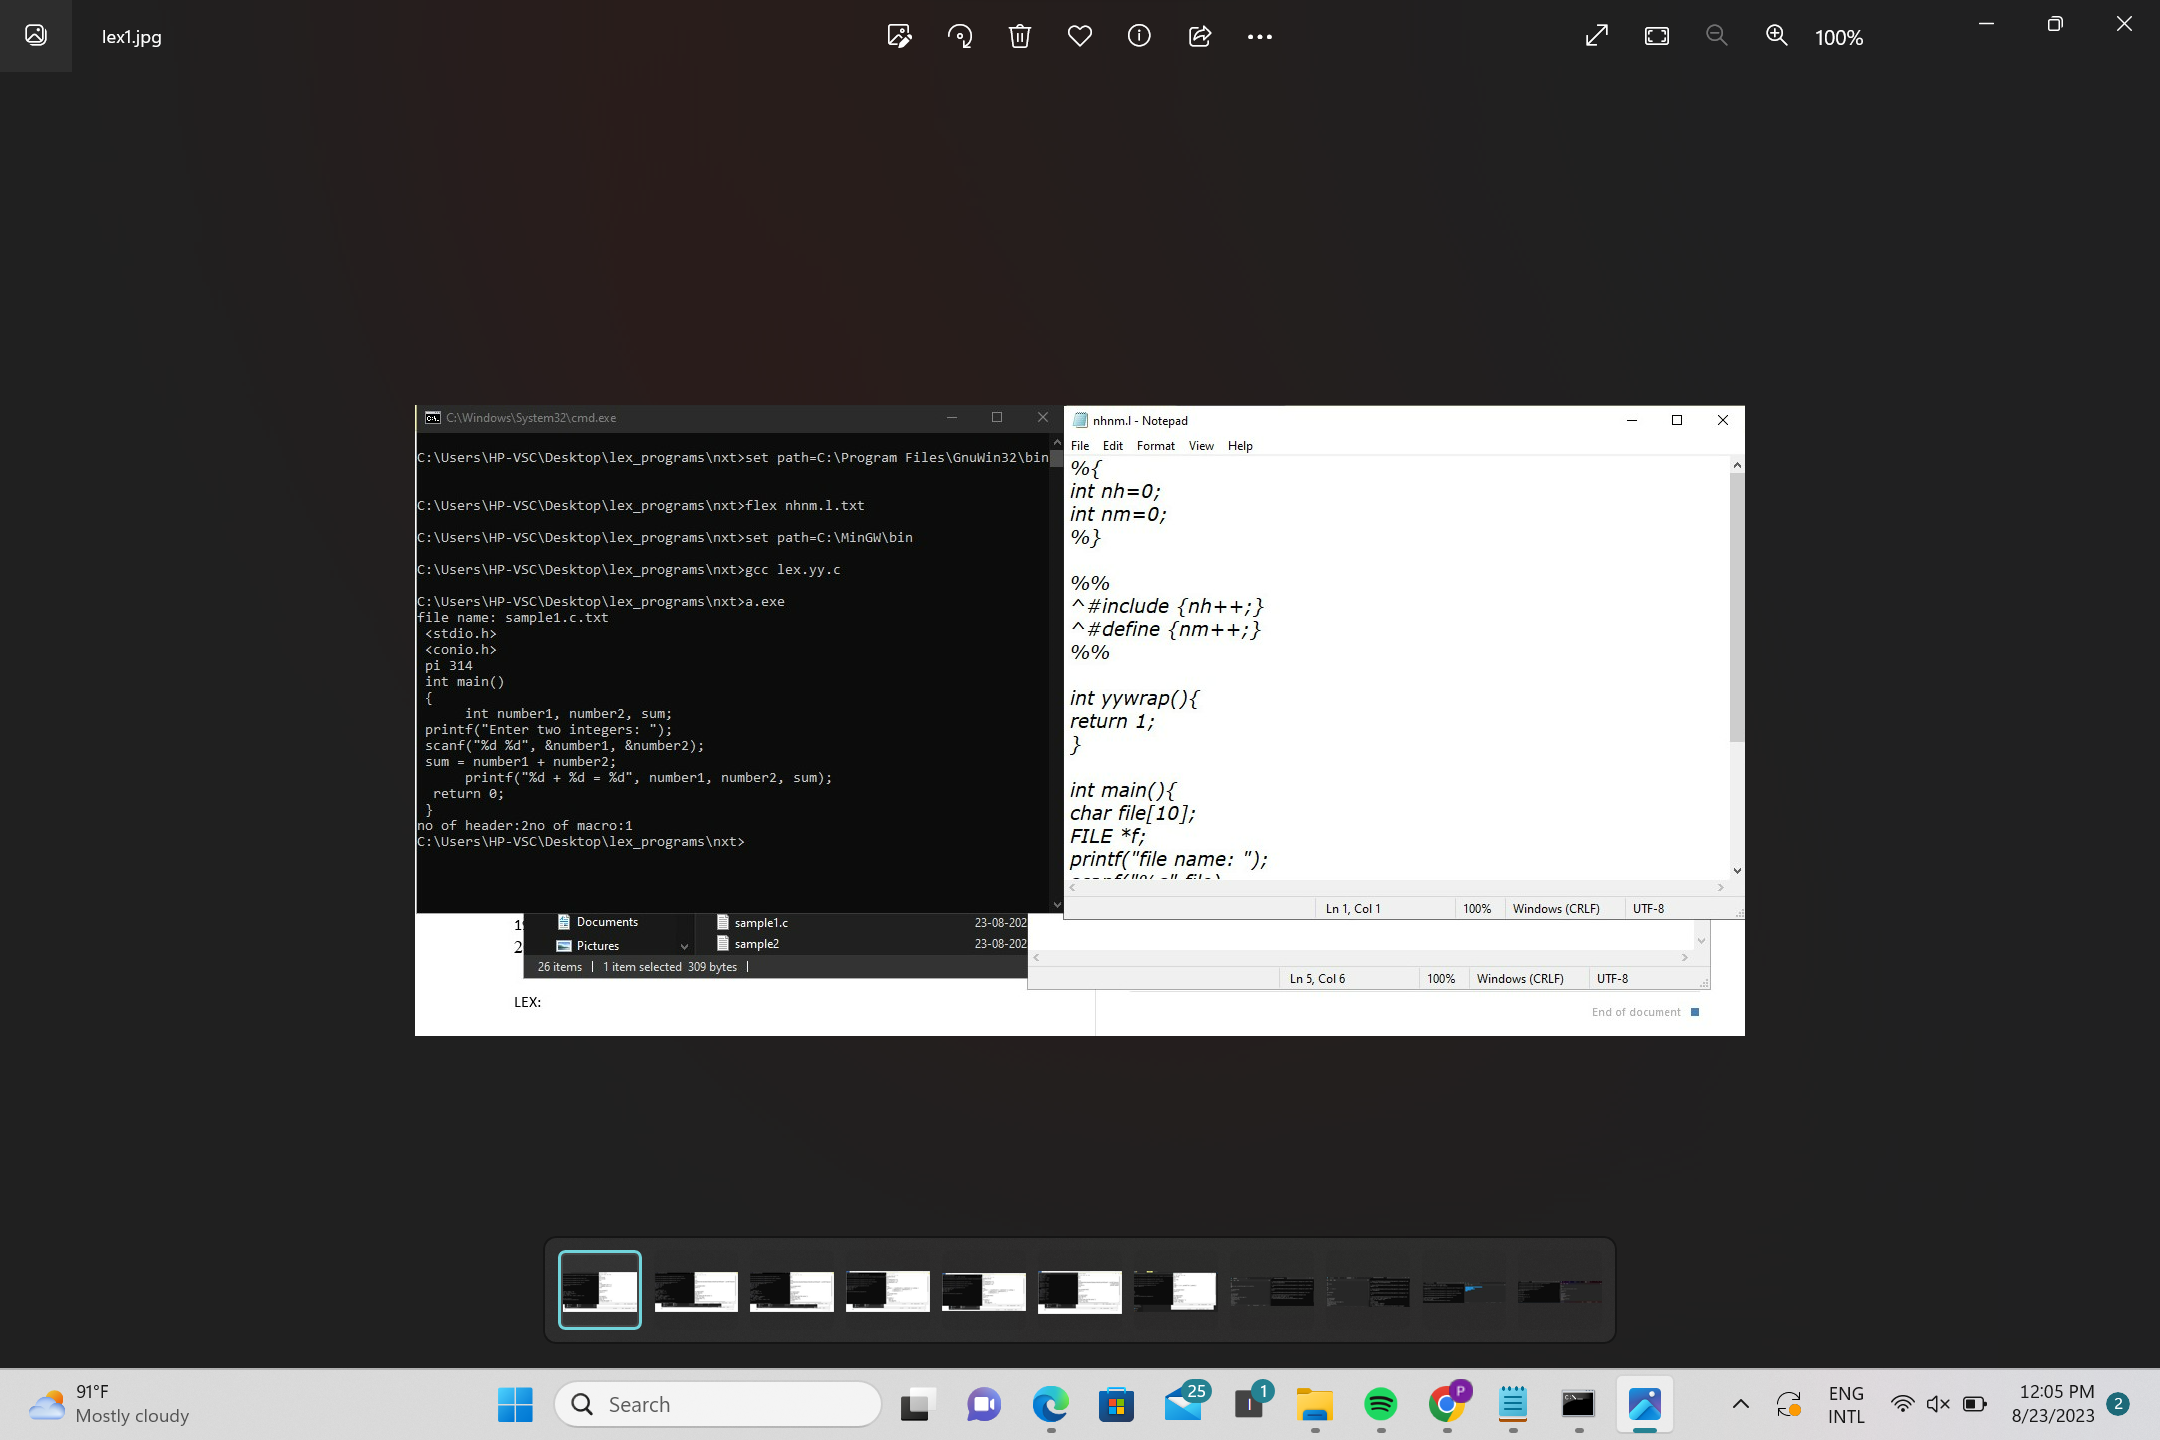 lex1.jpg
100%
C:\Windows\System32\cmd.exe
C:\Users\HP-VSC\Desktop\lex_programs\nxt>set path=C:\Program Files\GnuWin32\bin
C:\Users\HP-VSC\Desktop\lex_programs\nxt>flex nhnm.l.txt
C:\Users\HP-VSC\Desktop\lex_programs\nxt>set path=C:\MinGW\bin
C:\Users\HP-VSC\Desktop\lex_programs\nxt>gcc lex.yy.c
C:\Users\HP-VSC\Desktop\lex_programs\nxt>a.exe
file name: sample1.c.txt
<stdio.h>
<conio.h>
pi 314
int main()
{
int number1, number2, sum;
printf("Enter two integers: ");
scanf("%d %d", &number1, &number2);
sum = number1 + number2;
printf("%d + %d = %d", number1, number2, sum);
return 0;
}
no of header:2no of macro:1
C:\Users\HP-VSC\Desktop\lex_programs\nxt>
nhnm.l - Notepad
File Edit Format View Help
%{
int nh=0;
int nm=0;
%}
%%
^#include {nh++;}
^#define {nm++;}
%%
int yywrap(){
return 1;
}
int main(){
char file[10];
FILE *f;
printf("file name: ");
Ln 1, Col 1 100% Windows (CRLF) UTF-8
Documents sample1.c 23-08-202
Pictures sample2 23-08-202
26 items 1 item selected 309 bytes
Ln 5, Col 6 100% Windows (CRLF) UTF-8
LEX:
End of document
91°F
Mostly cloudy
Search
25
1
P
ENG
INTL
12:05 PM
8/23/2023
2